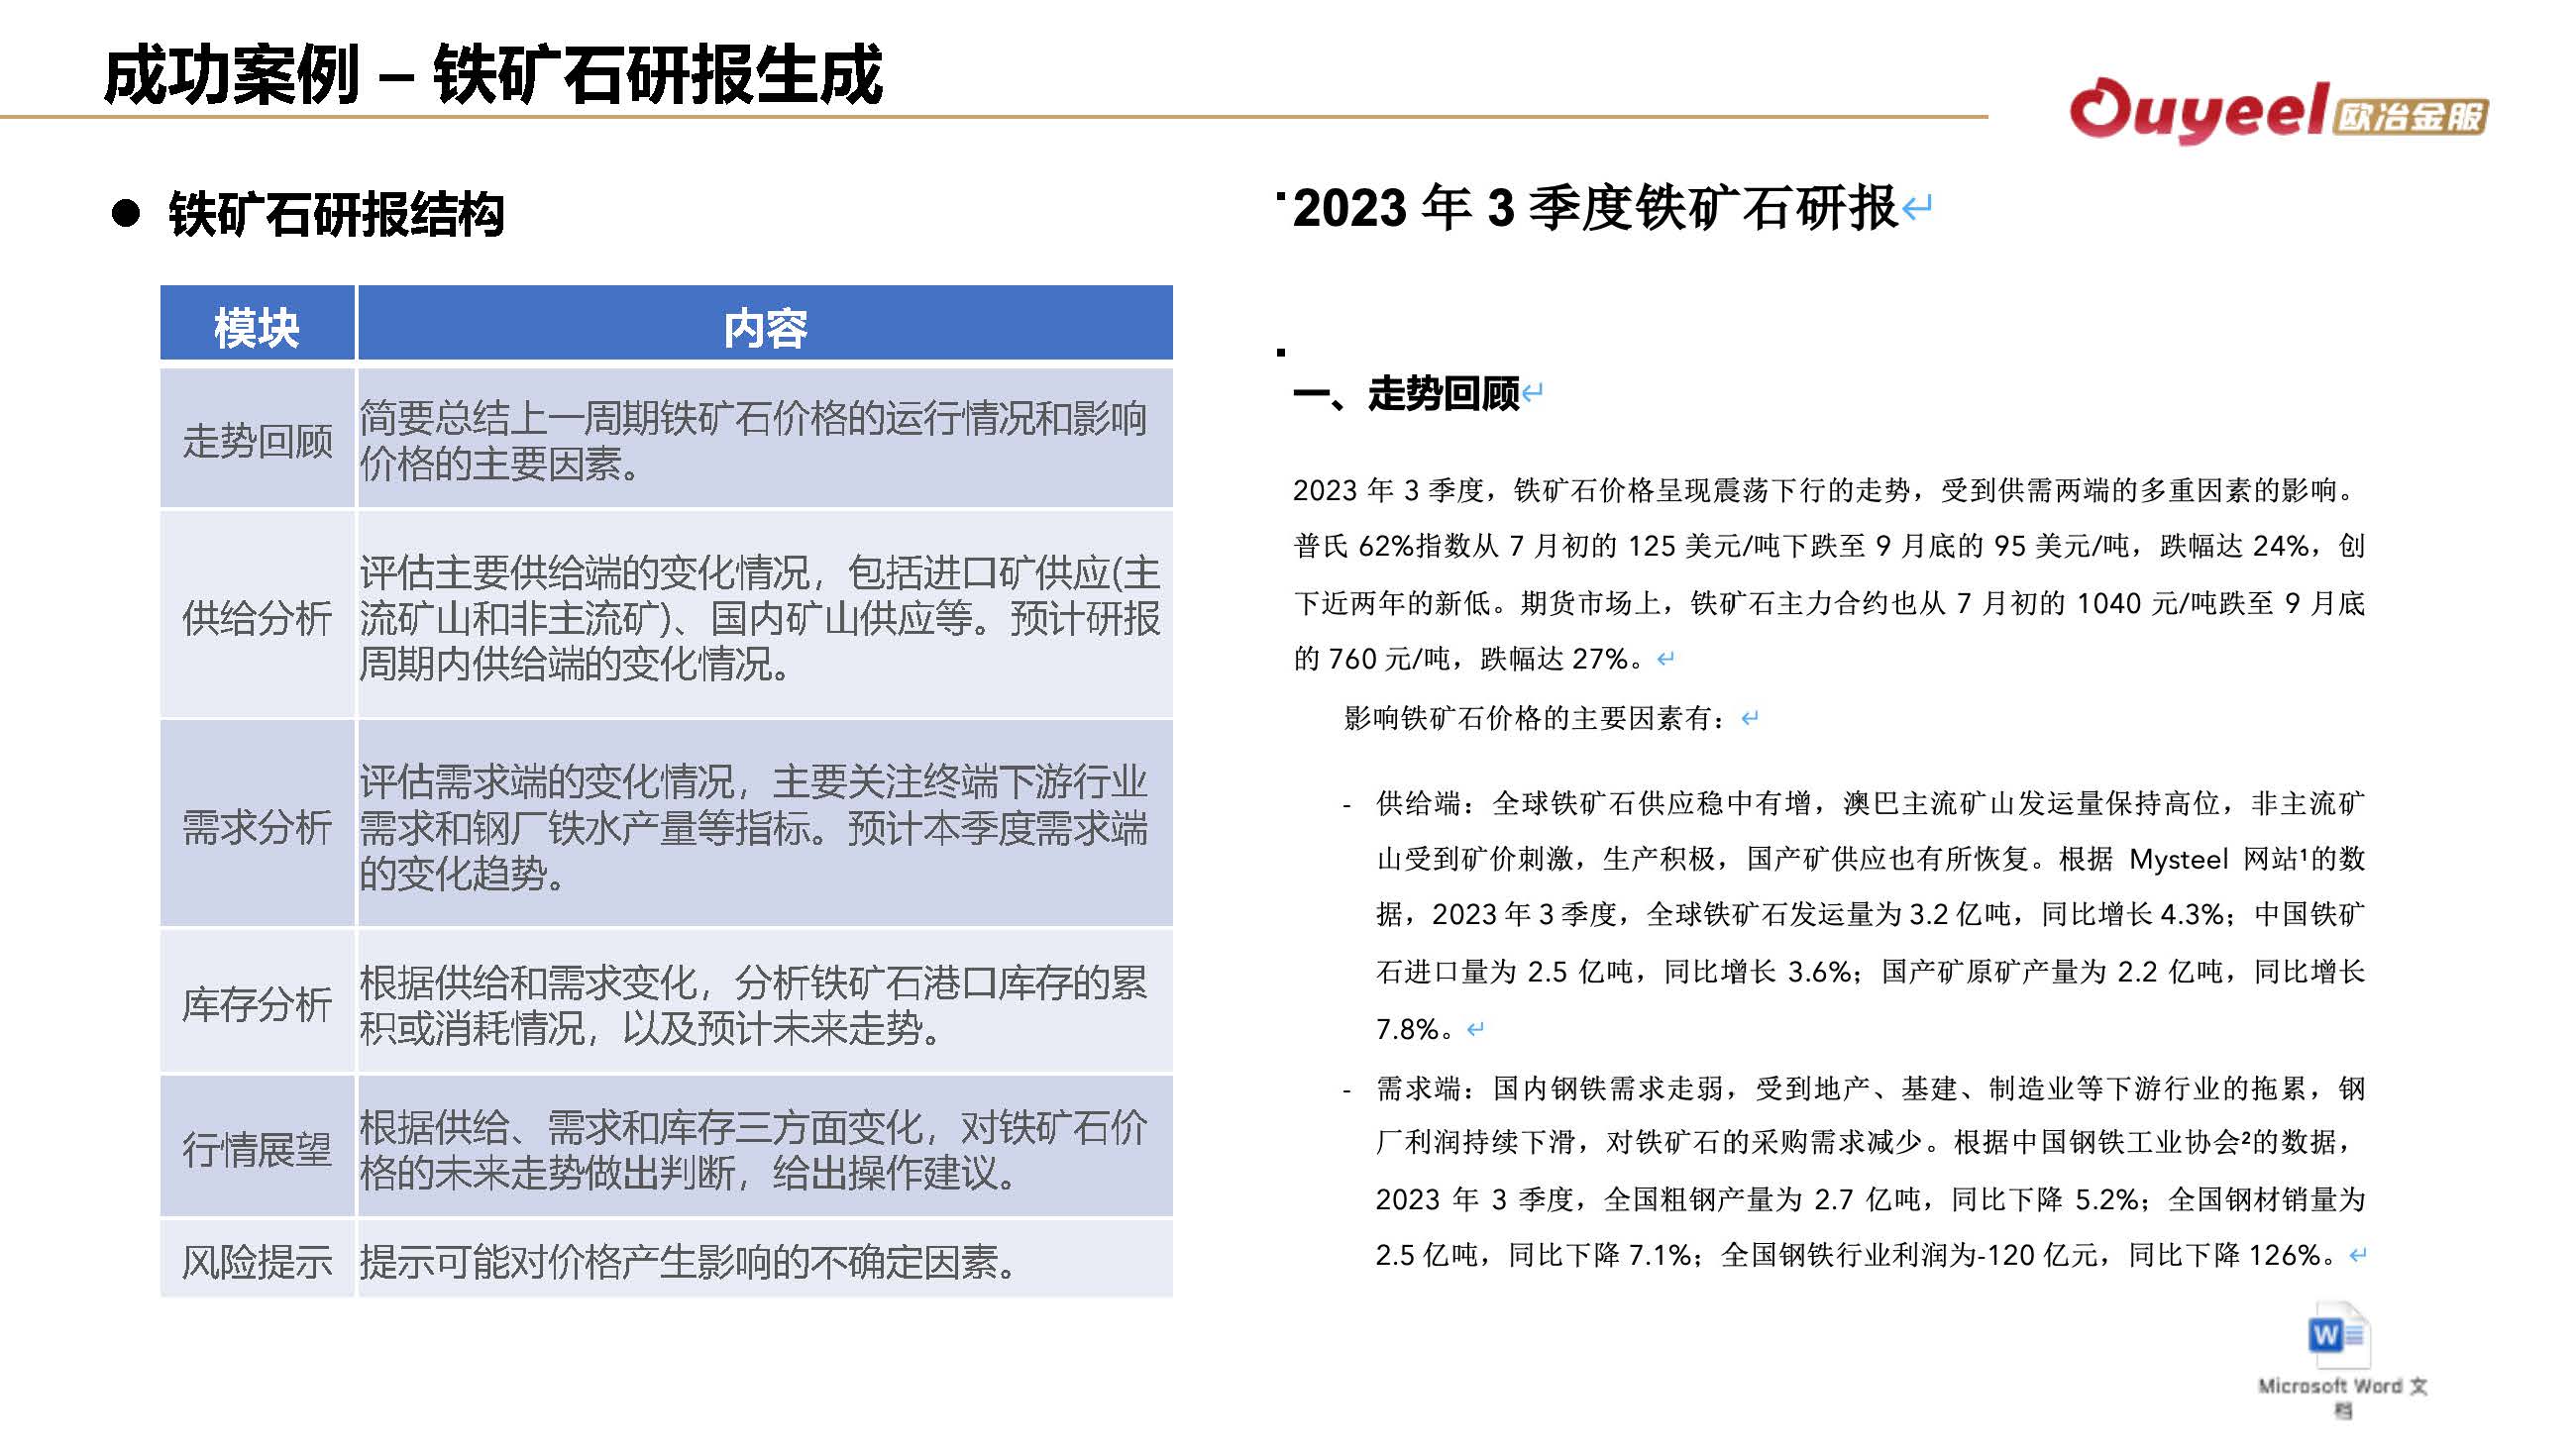 成功案例 – 铁矿石研报生成
Ouyeel 欧冶金服
● 铁矿石研报结构
模块 内容
走势回顾
简要总结上一周期铁矿石价格的运行情况和影响
价格的主要因素。
供给分析
评估主要供给端的变化情况，包括进口矿供应(主
流矿山和非主流矿)、国内矿山供应等。预计研报
周期内供给端的变化情况。
需求分析
评估需求端的变化情况，主要关注终端下游行业
需求和钢厂铁水产量等指标。预计本季度需求端
的变化趋势。
库存分析
根据供给和需求变化，分析铁矿石港口库存的累
积或消耗情况，以及预计未来走势。
行情展望
根据供给、需求和库存三方面变化，对铁矿石价
格的未来走势做出判断，给出操作建议。
风险提示
提示可能对价格产生影响的不确定因素。
2023 年 3 季度铁矿石研报↵
一、走势回顾↵
2023 年 3 季度，铁矿石价格呈现震荡下行的走势，受到供需两端的多重因素的影响。
普氏 62%指数从 7 月初的 125 美元/吨下跌至 9 月底的 95 美元/吨，跌幅达 24%，创
下近两年的新低。期货市场上，铁矿石主力合约也从 7 月初的 1040 元/吨跌至 9 月底
的 760 元/吨，跌幅达 27%。↵
影响铁矿石价格的主要因素有：↵
- 供给端：全球铁矿石供应稳中有增，澳巴主流矿山发运量保持高位，非主流矿
山受到矿价刺激，生产积极，国产矿供应也有所恢复。根据 Mysteel 网站¹的数
据，2023 年 3 季度，全球铁矿石发运量为 3.2 亿吨，同比增长 4.3%；中国铁矿
石进口量为 2.5 亿吨，同比增长 3.6%；国产矿原矿产量为 2.2 亿吨，同比增长
7.8%。↵
- 需求端：国内钢铁需求走弱，受到地产、基建、制造业等下游行业的拖累，钢
厂利润持续下滑，对铁矿石的采购需求减少。根据中国钢铁工业协会²的数据，
2023 年 3 季度，全国粗钢产量为 2.7 亿吨，同比下降 5.2%；全国钢材销量为
2.5 亿吨，同比下降 7.1%；全国钢铁行业利润为-120 亿元，同比下降 126%。↵
W
Microsoft Word 文
档